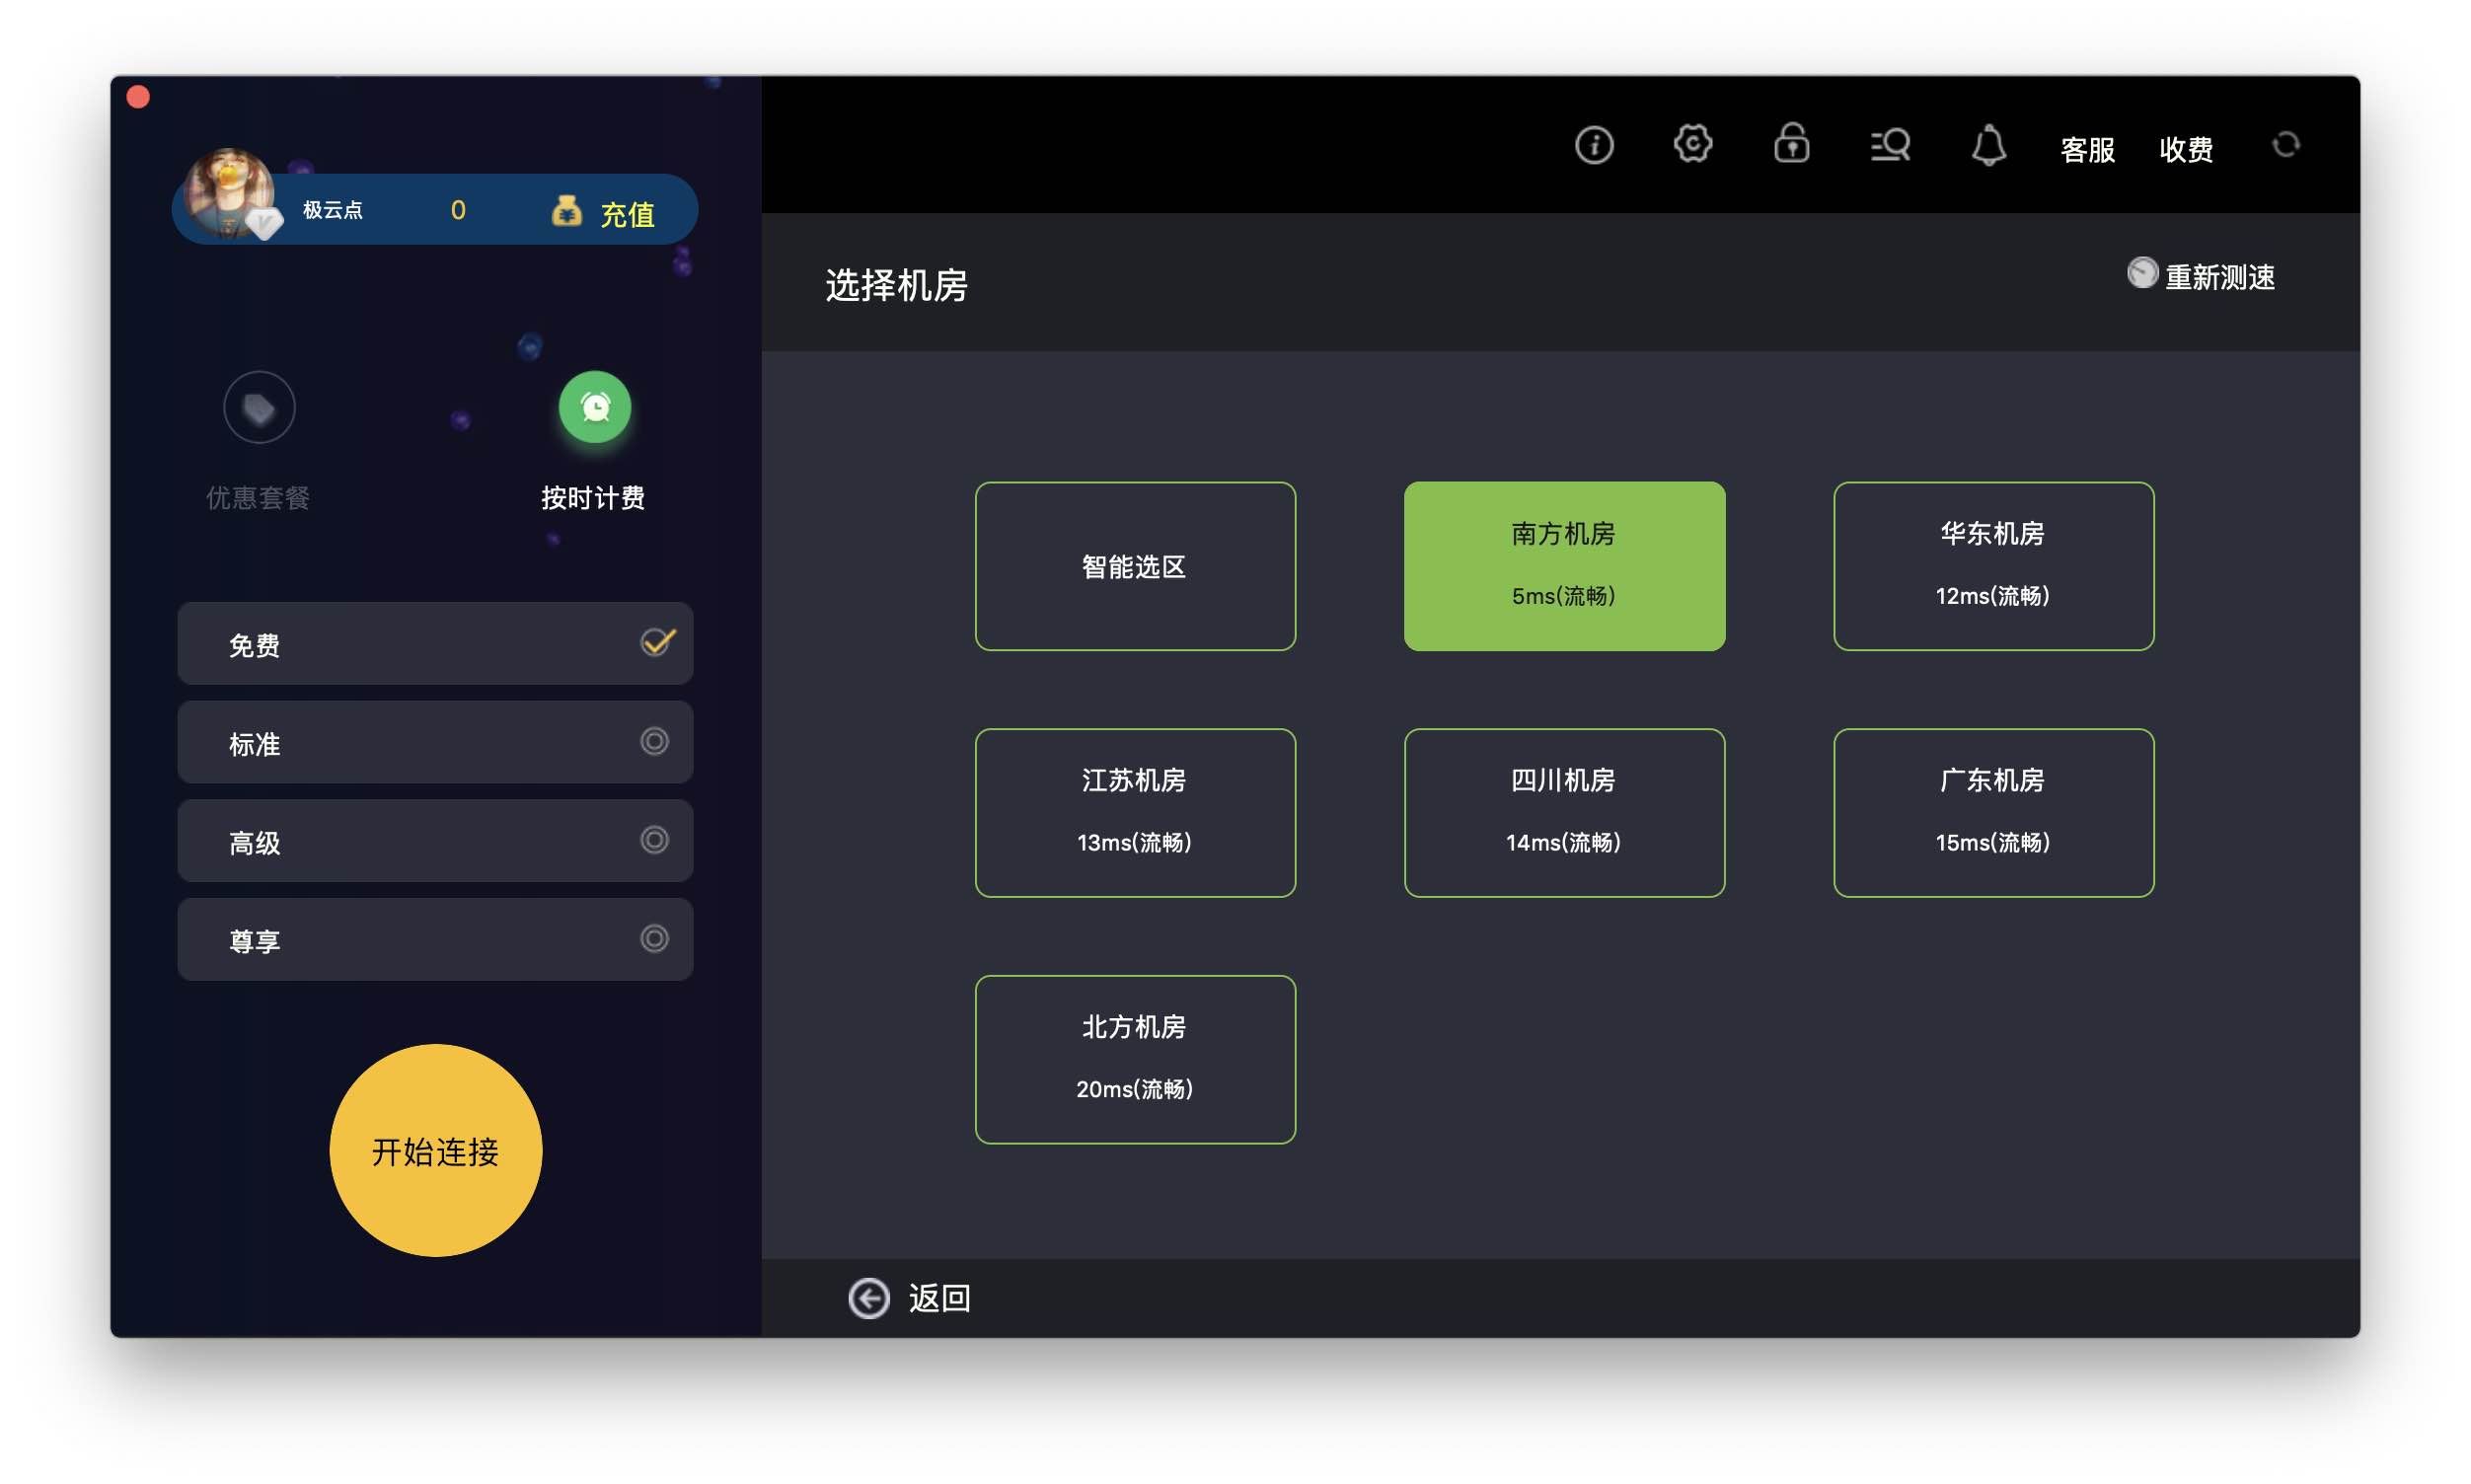 极云点 0 充值
优惠套餐
按时计费
免费
标准
高级
尊享
开始连接
客服 收费
选择机房
重新测速
智能选区
南方机房
5ms(流畅)
华东机房
12ms(流畅)
江苏机房
13ms(流畅)
四川机房
14ms(流畅)
广东机房
15ms(流畅)
北方机房
20ms(流畅)
返回